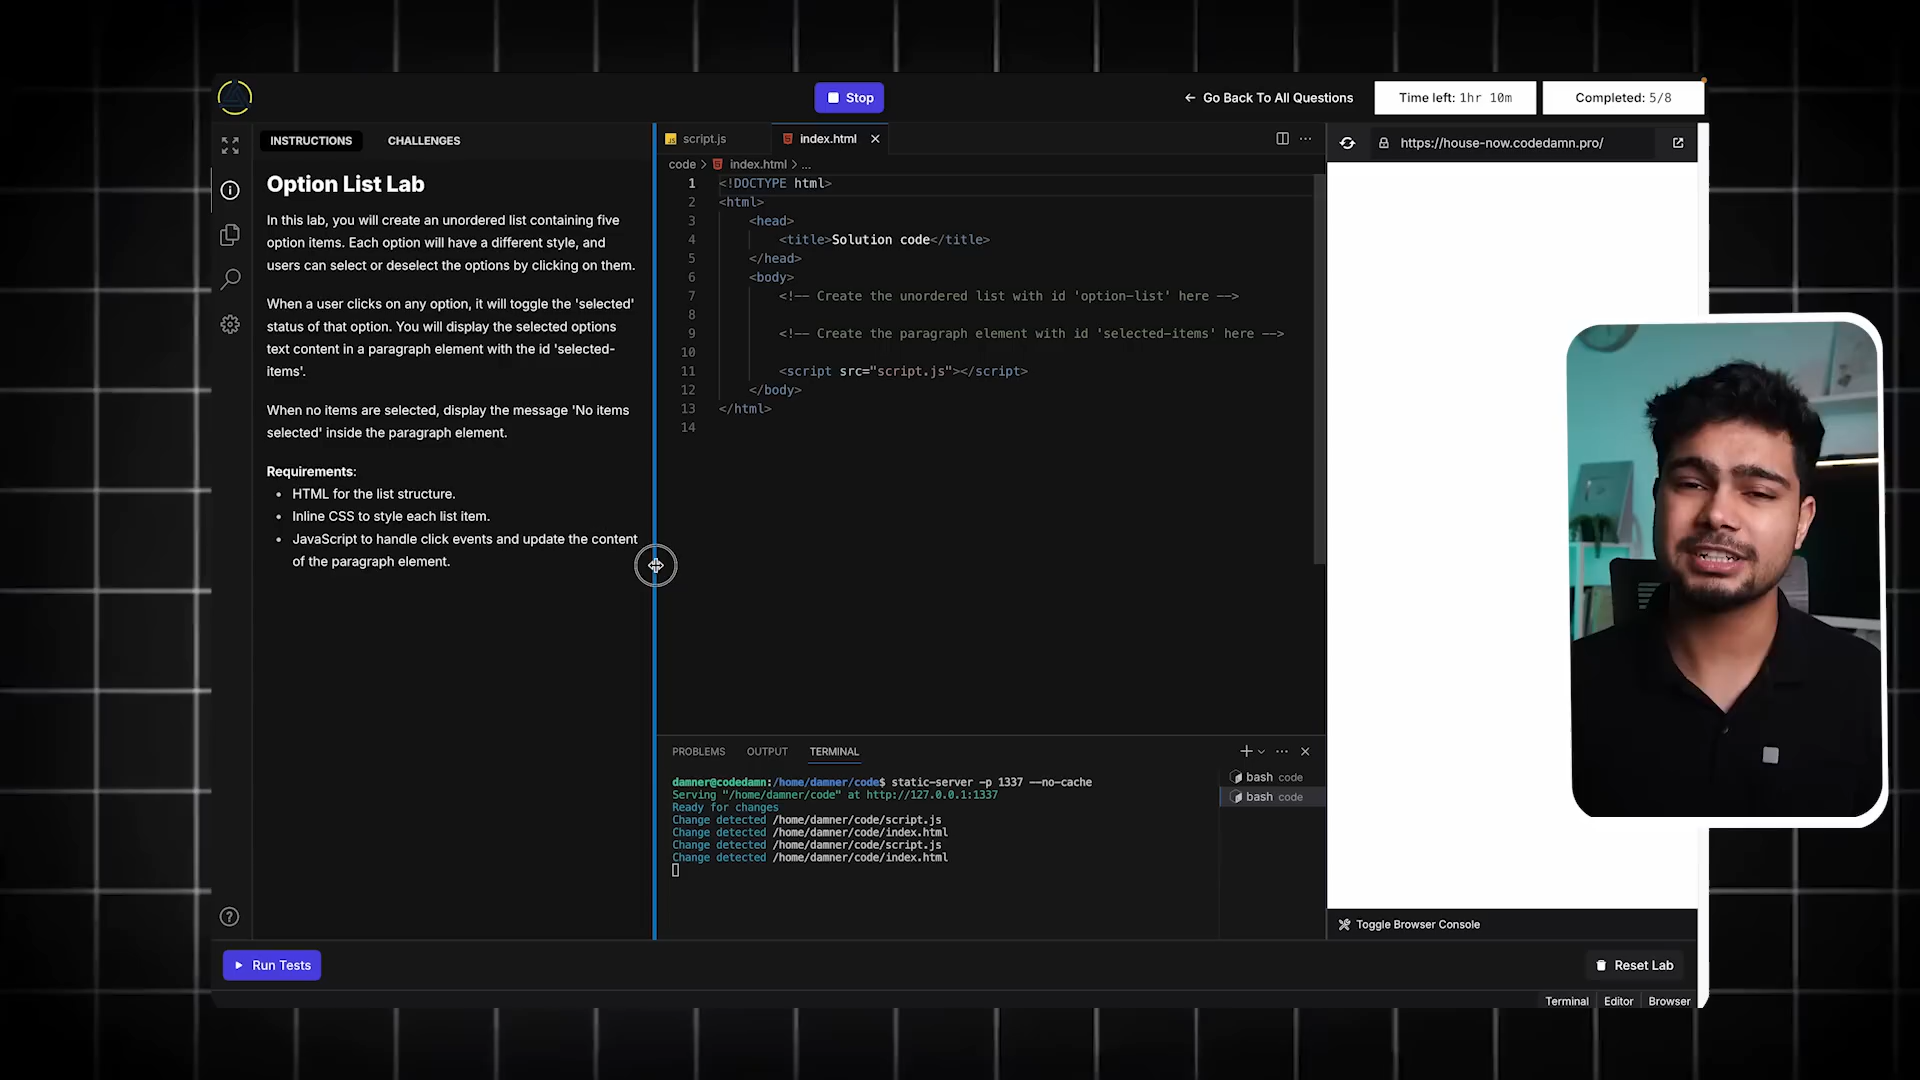 Stop
Go Back To All Questions
Time left: 1hr 10m
Completed: 5/8
INSTRUCTIONS
CHALLENGES
Option List Lab
In this lab, you will create an unordered list containing five
option items. Each option will have a different style, and
users can select or deselect the options by clicking on them.
When a user clicks on any option, it will toggle the 'selected'
status of that option. You will display the selected options
text content in a paragraph element with the id 'selected-
items'.
When no items are selected, display the message 'No items
selected' inside the paragraph element.
Requirements:
HTML for the list structure.
Inline CSS to style each list item.
JavaScript to handle click events and update the content
of the paragraph element.
JS script.js
index.html
code > index.html > ...
1 <!DOCTYPE html>
2 <html>
3 <head>
4 <title>Solution code</title>
5 </head>
6 <body>
7 <!-- Create the unordered list with id 'option-list' here -->
8
9 <!-- Create the paragraph element with id 'selected-items' here -->
10
11 <script src="script.js"></script>
12 </body>
13 </html>
14
PROBLEMS
OUTPUT
TERMINAL
damner@codedamn:/home/damner/code$ static-server -p 1337 --no-cache
Serving "/home/damner/code" at http://127.0.0.1:1337
Ready for changes
Change detected /home/damner/code/script.js
Change detected /home/damner/code/index.html
Change detected /home/damner/code/script.js
Change detected /home/damner/code/index.html
bash code
bash code
https://house-now.codedamn.pro/
Toggle Browser Console
Run Tests
Reset Lab
Terminal
Editor
Browser